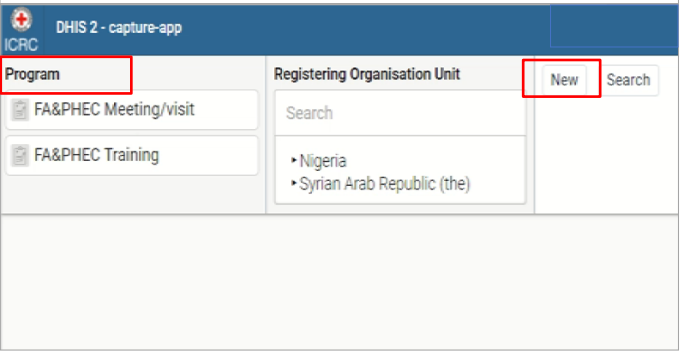 DHIS 2 - capture-app
ICRC
Program
FA&PHEC Meeting/visit
FA&PHEC Training
Registering Organisation Unit
Search
Nigeria
Syrian Arab Republic (the)
New
Search